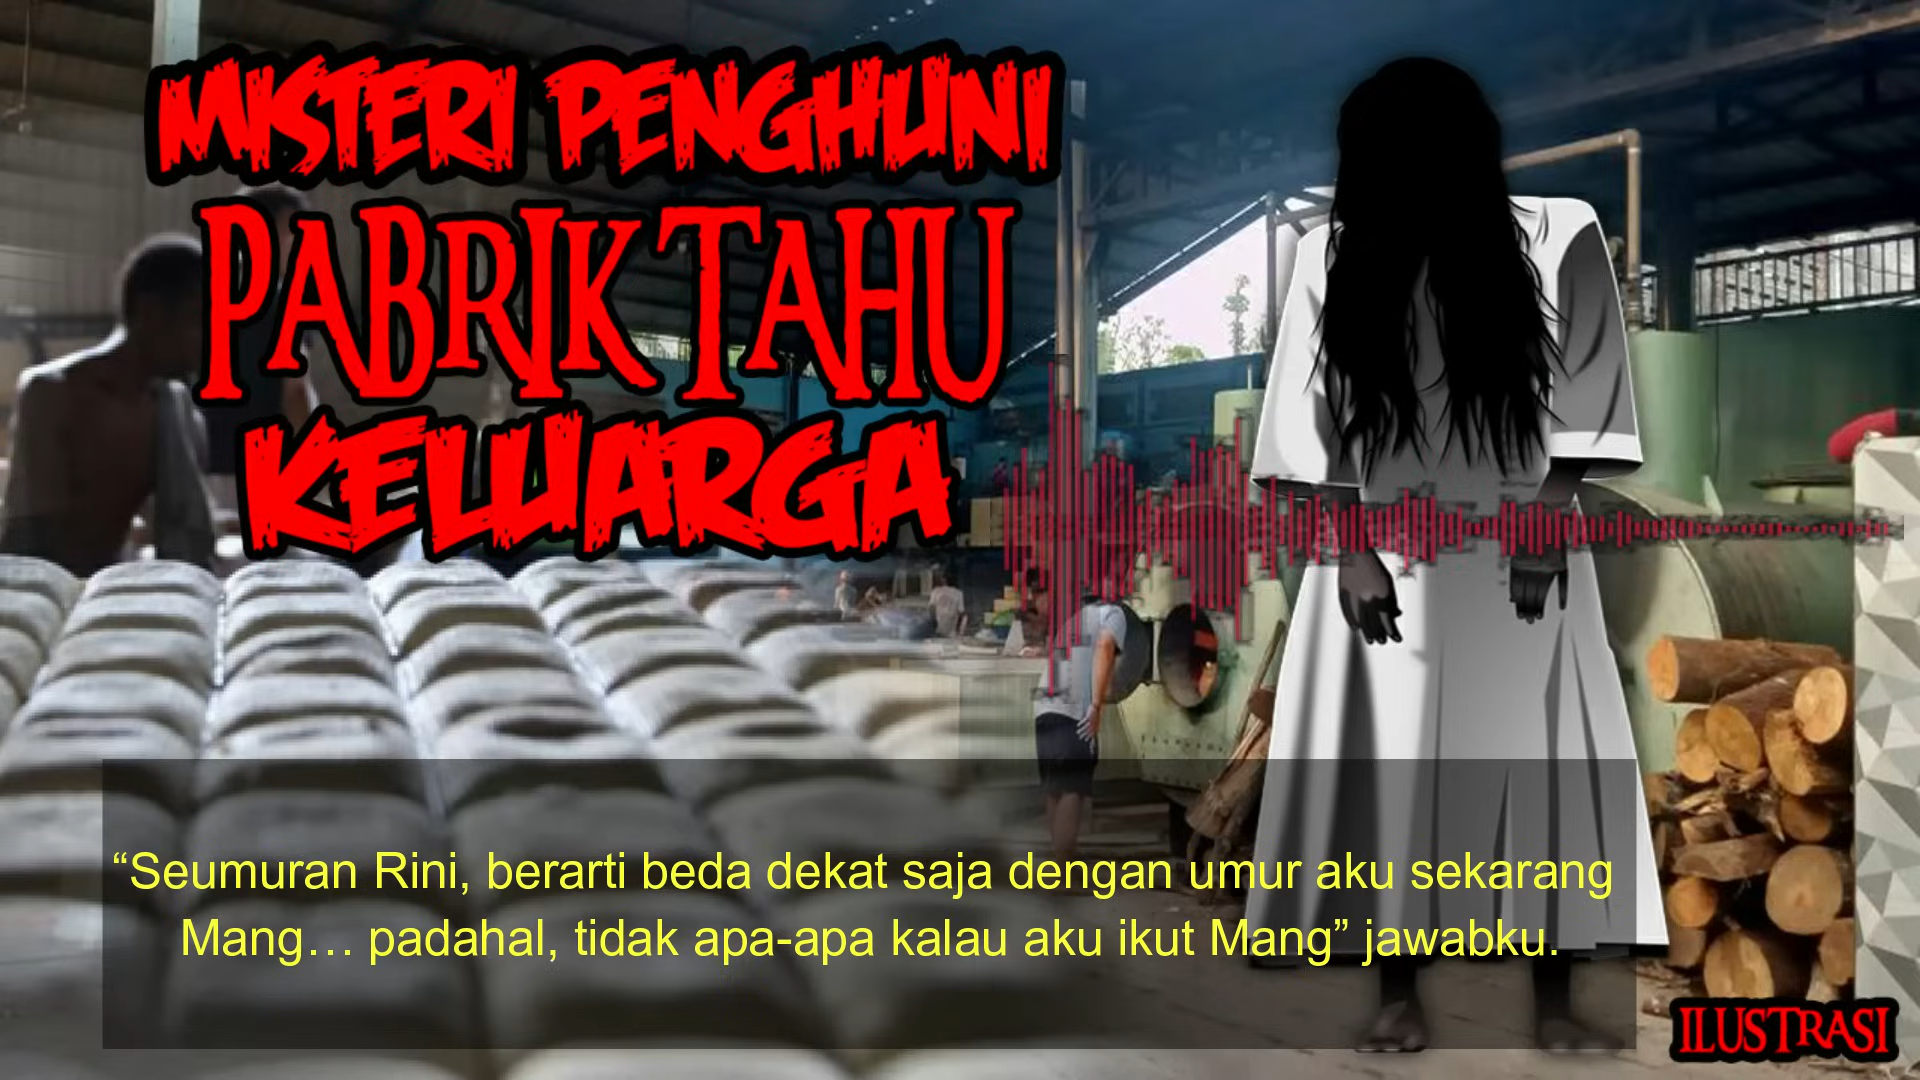 MISTERI PENGHUNI
PABRIK TAHU
KELUARGA
“Seumuran Rini, berarti beda dekat saja dengan umur aku sekarang
Mang… padahal, tidak apa-apa kalau aku ikut Mang” jawabku.
ILUSTRASI